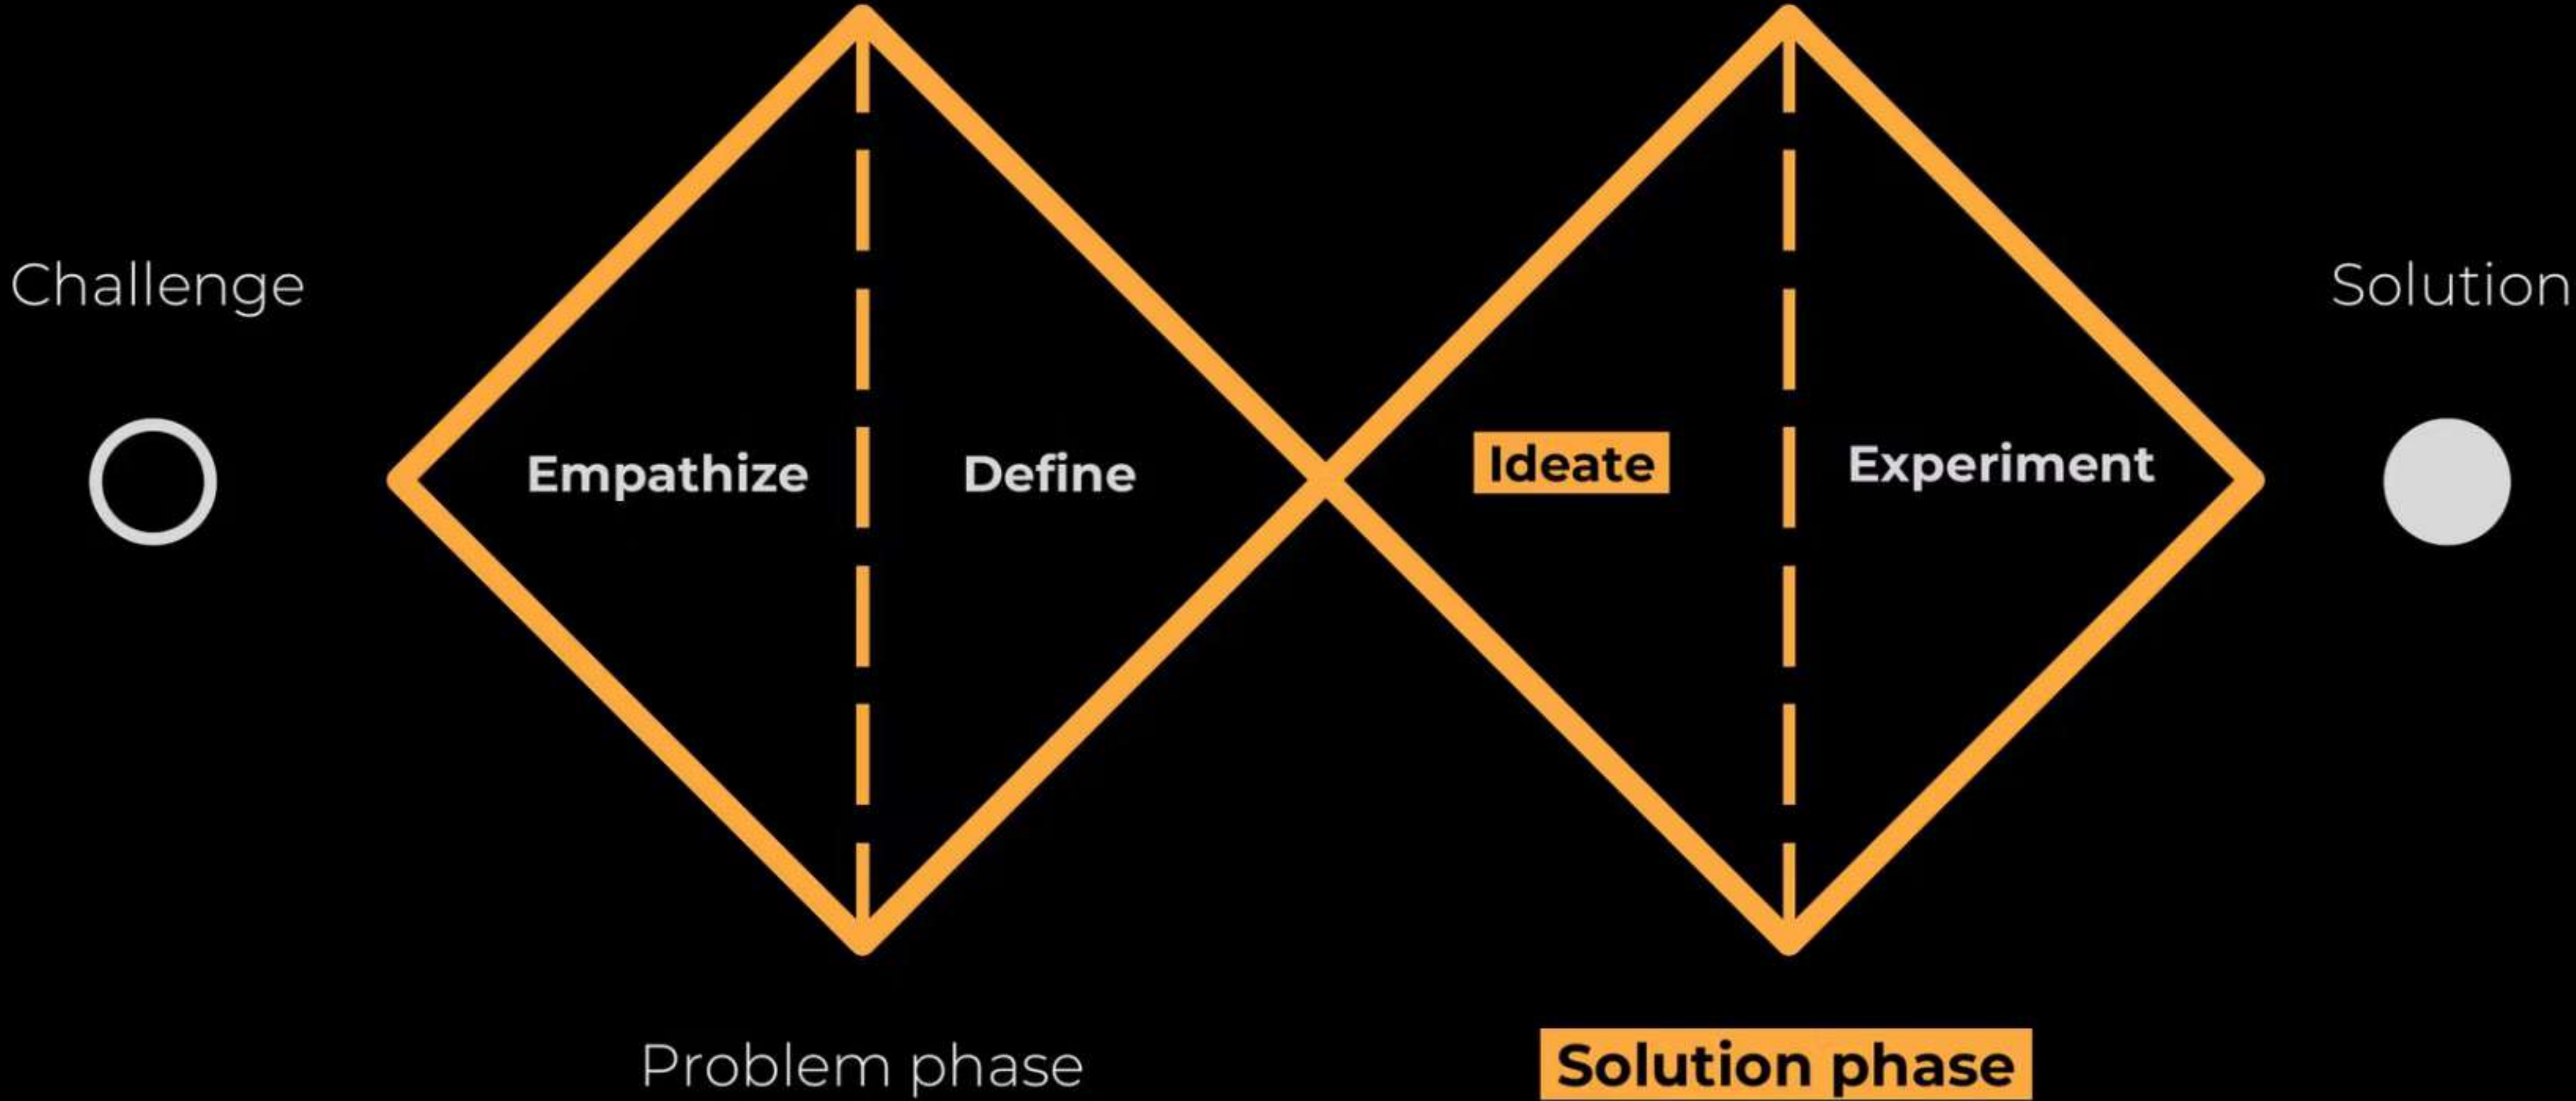 Challenge
Solution
Empathize
Define
Ideate
Experiment
Problem phase
Solution phase